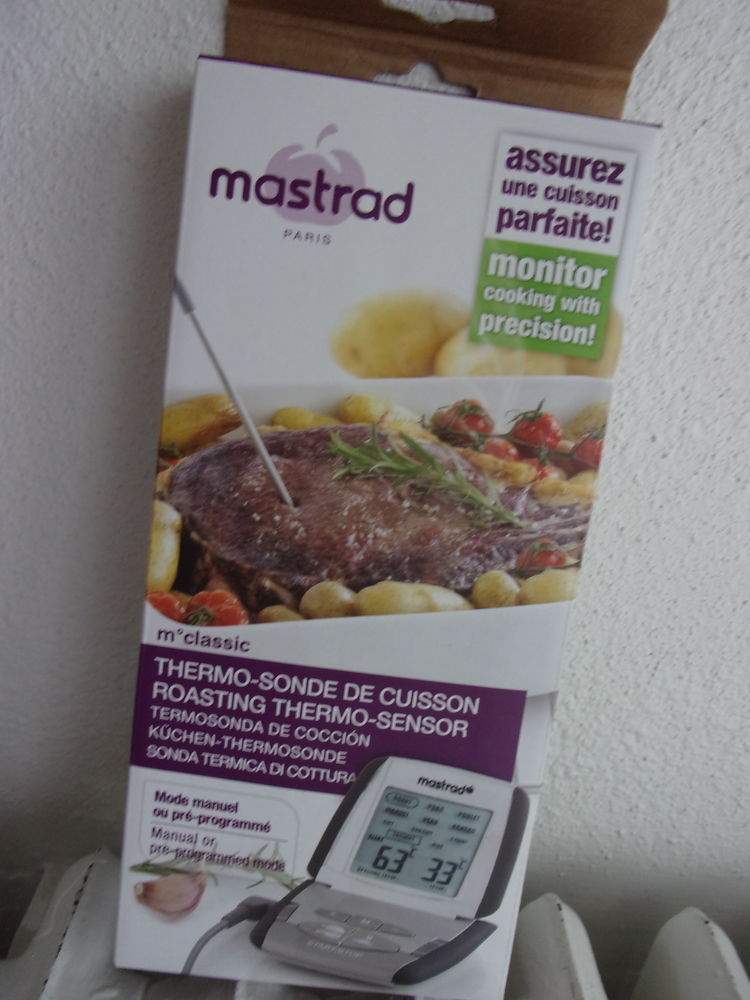 mastrad
PARIS
assurez
une cuisson
parfaite!
monitor
cooking with
precision!
m°classic
THERMO-SONDE DE CUISSON
ROASTING THERMO-SENSOR
TERMOSONDA DE COCCIÓN
KÜCHEN-THERMOSONDE
SONDA TERMICA DI COTTURA
Mode manuel
ou pré-programmé
Manual or
pre-programmed mode
mastrad
63°C 33°C
START/STOP